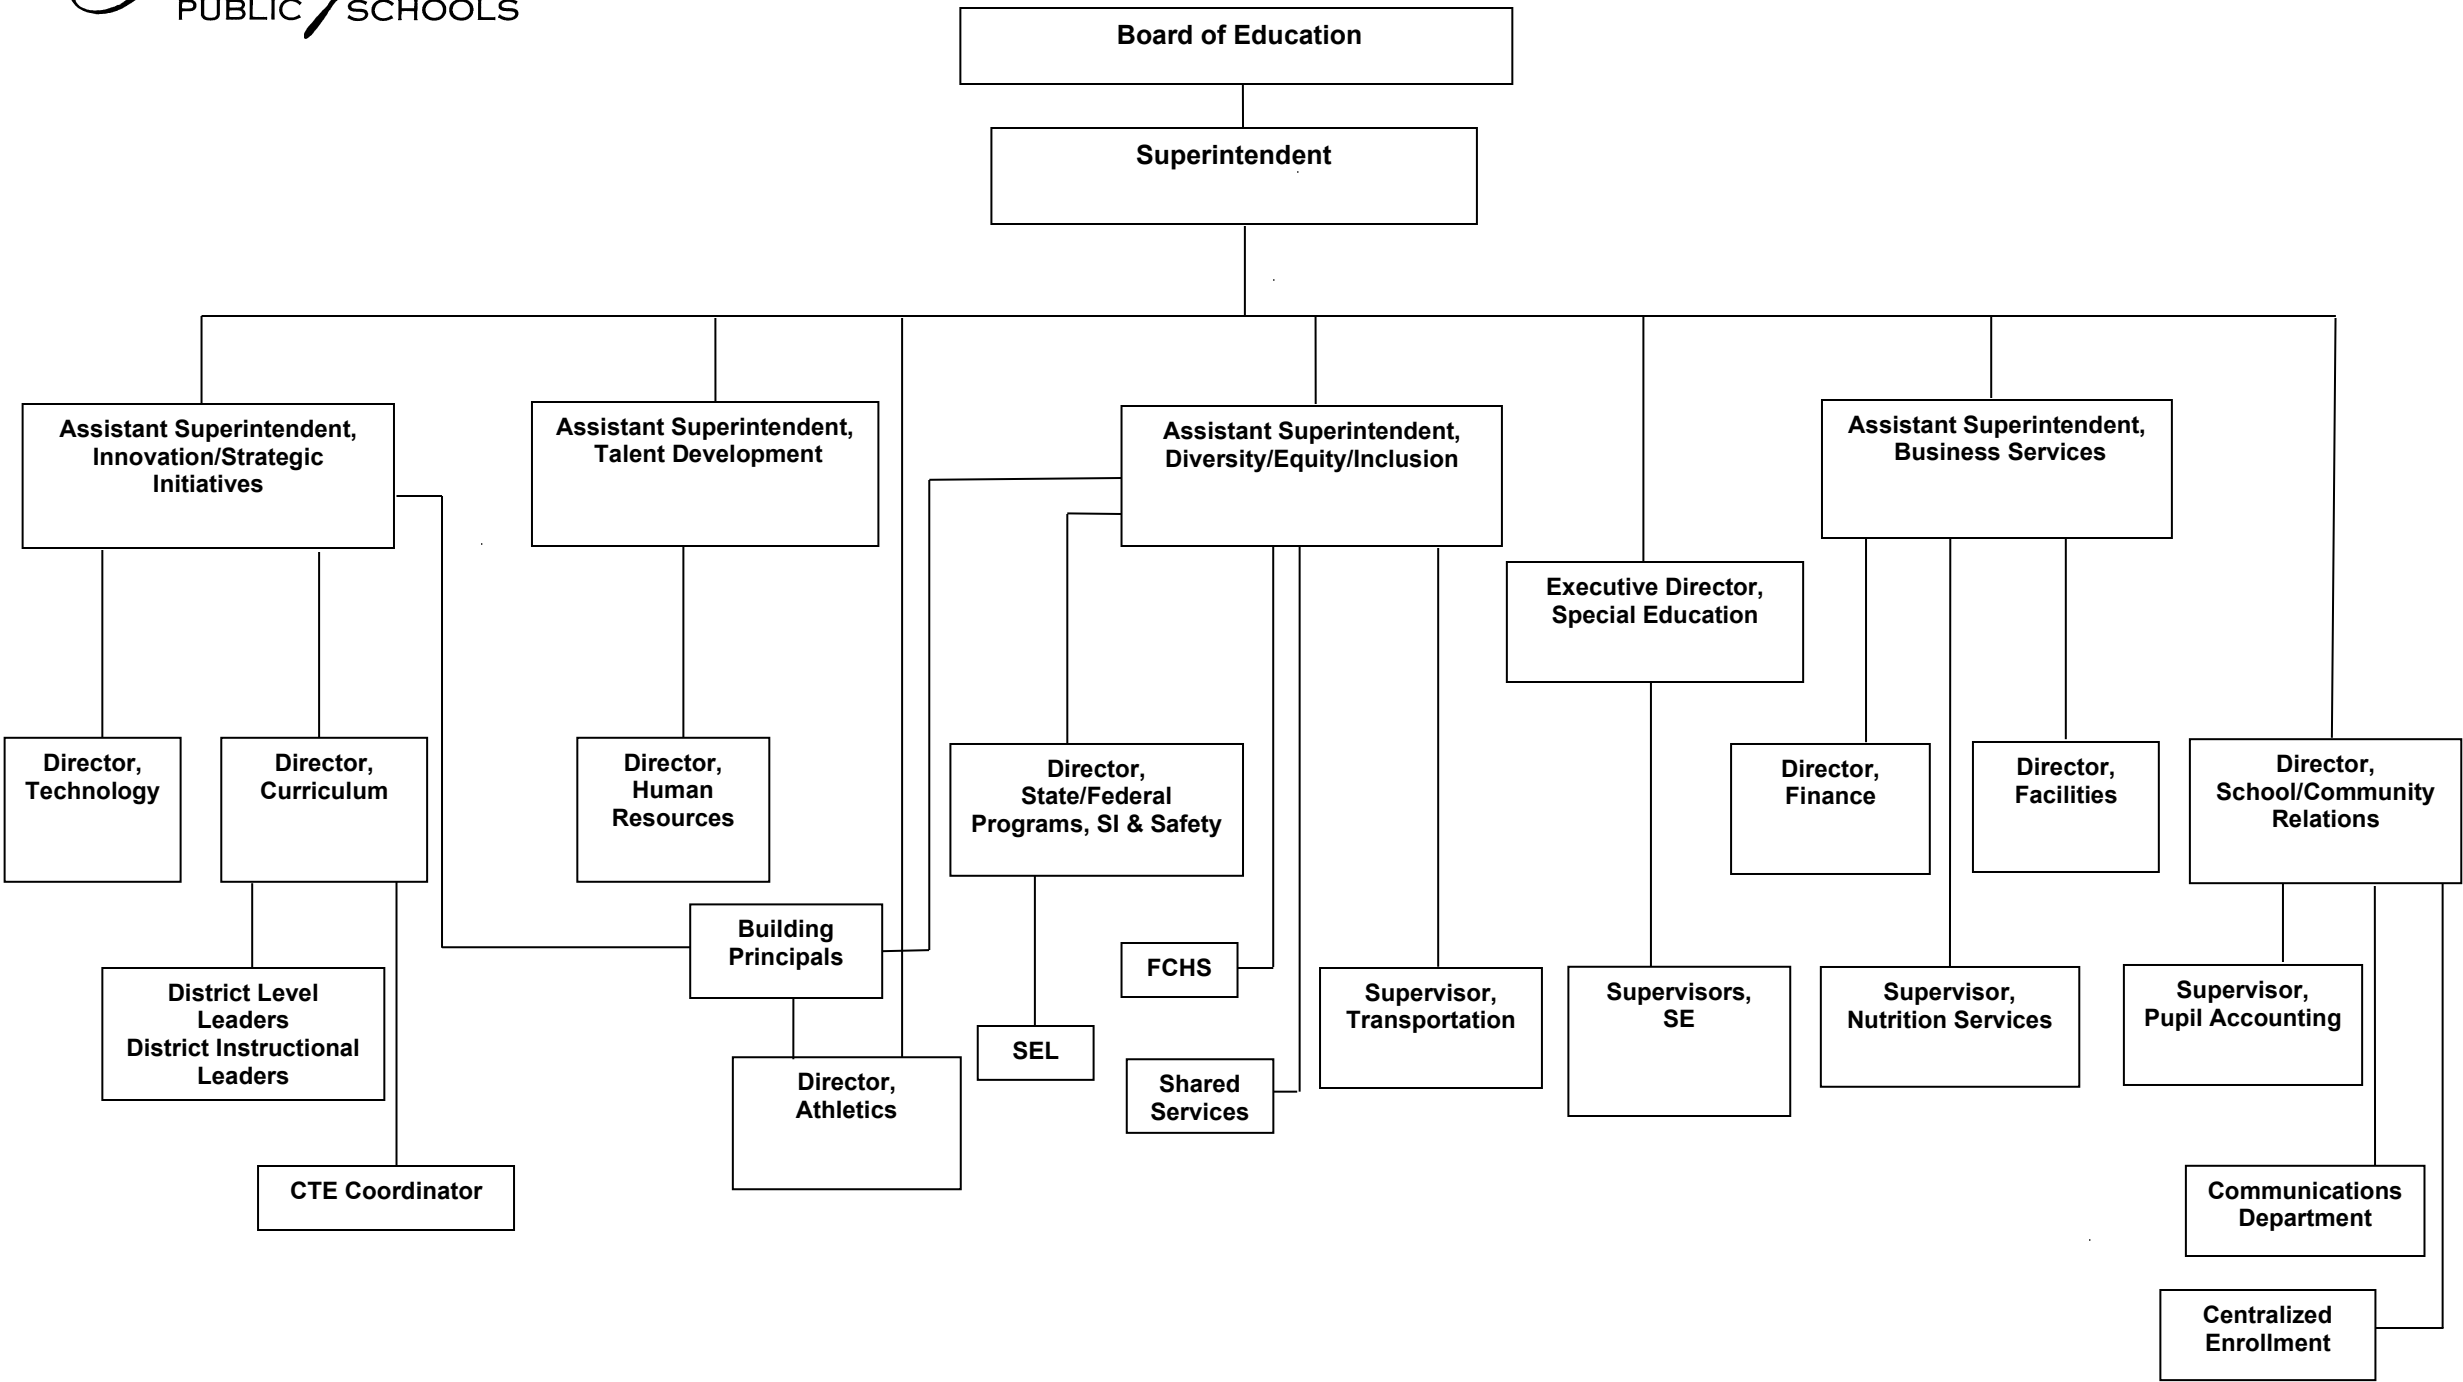 PUBLIC SCHOOLS
Board of Education
Superintendent
Assistant Superintendent,
Innovation/Strategic
Initiatives
Assistant Superintendent,
Talent Development
Assistant Superintendent,
Diversity/Equity/Inclusion
Assistant Superintendent,
Business Services
Executive Director,
Special Education
Director,
Technology
Director,
Curriculum
Director,
Human
Resources
Director,
State/Federal
Programs, SI & Safety
Director,
Finance
Director,
Facilities
Director,
School/Community
Relations
Building
Principals
District Level
Leaders
District Instructional
Leaders
FCHS
Supervisor,
Transportation
Supervisors,
SE
Supervisor,
Nutrition Services
Supervisor,
Pupil Accounting
SEL
Director,
Athletics
Shared
Services
CTE Coordinator
Communications
Department
Centralized
Enrollment